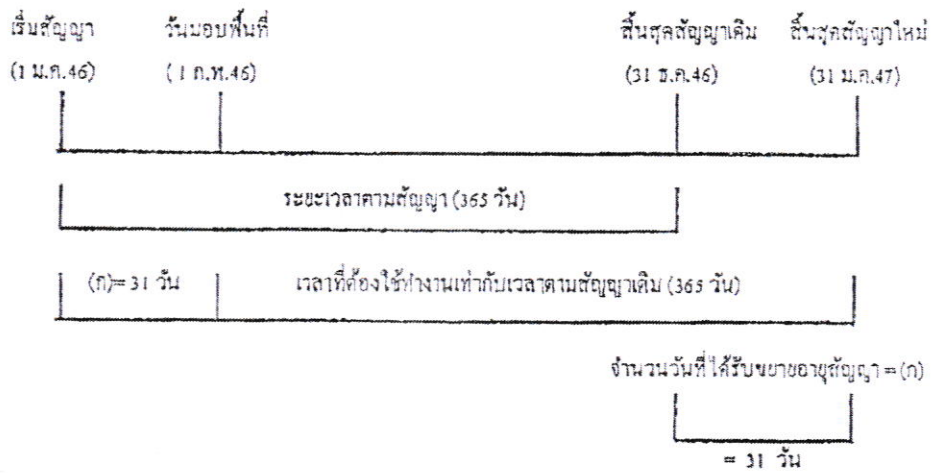 เริ่มสัญญา วันมอบพื้นที่ สิ้นสุดสัญญาเดิม สิ้นสุดสัญญาใหม่
(1 ม.ค.46) (1 ก.พ.46) (31 ธ.ค.46) (31 ม.ค.47)
ระยะเวลาตามสัญญา (365 วัน)
(ก)= 31 วัน เวลาที่ต้องใช้ทำงานเท่ากับเวลาตามสัญญาเดิม (365 วัน)
จำนวนวันที่ได้รับขยายอายุสัญญา = (ก)
= 31 วัน